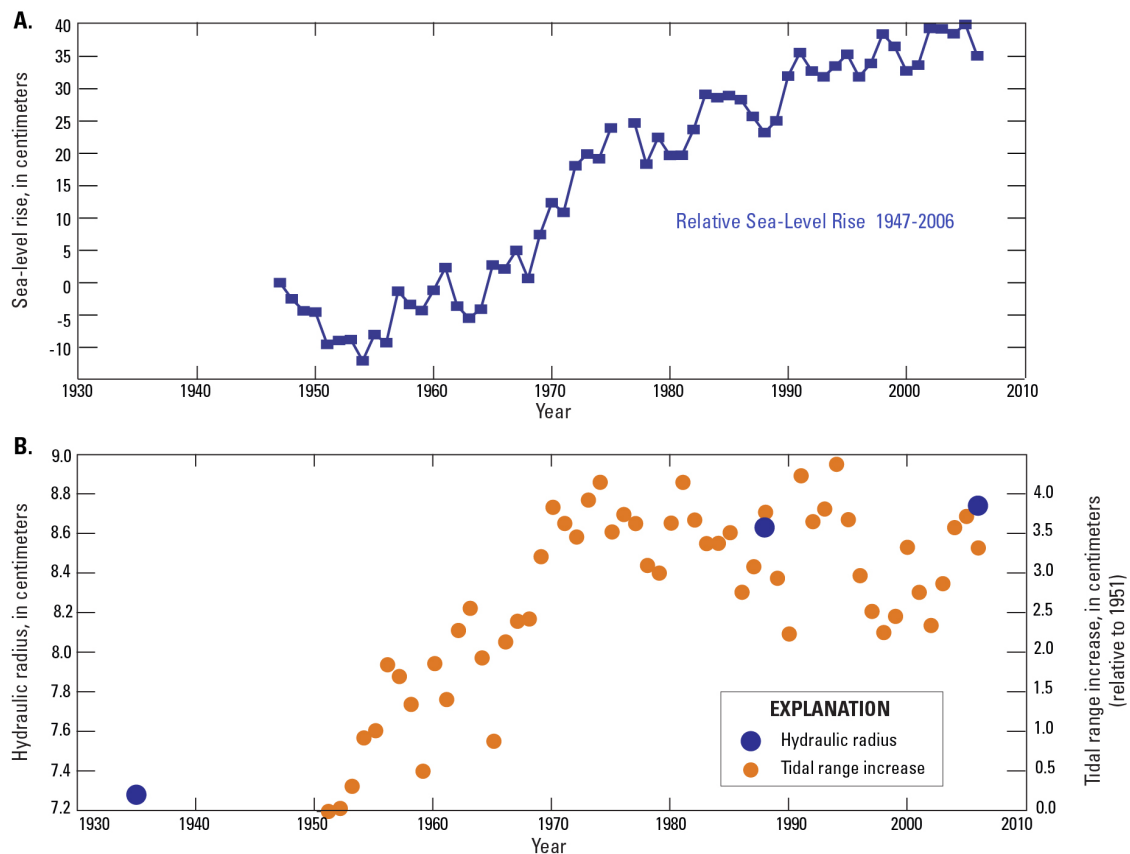 A.
Sea-level rise, in centimeters
40
35
30
25
20
15
10
5
0
-5
-10
Relative Sea-Level Rise 1947-2006
1930 1940 1950 1960 1970 1980 1990 2000 2010
Year
B.
Hydraulic radius, in centimeters
9.0
8.8
8.6
8.4
8.2
8.0
7.8
7.6
7.4
7.2
4.0
3.5
3.0
2.5
2.0
1.5
1.0
0.5
0.0
Tidal range increase, in centimeters
(relative to 1951)
EXPLANATION
Hydraulic radius
Tidal range increase
1930 1940 1950 1960 1970 1980 1990 2000 2010
Year